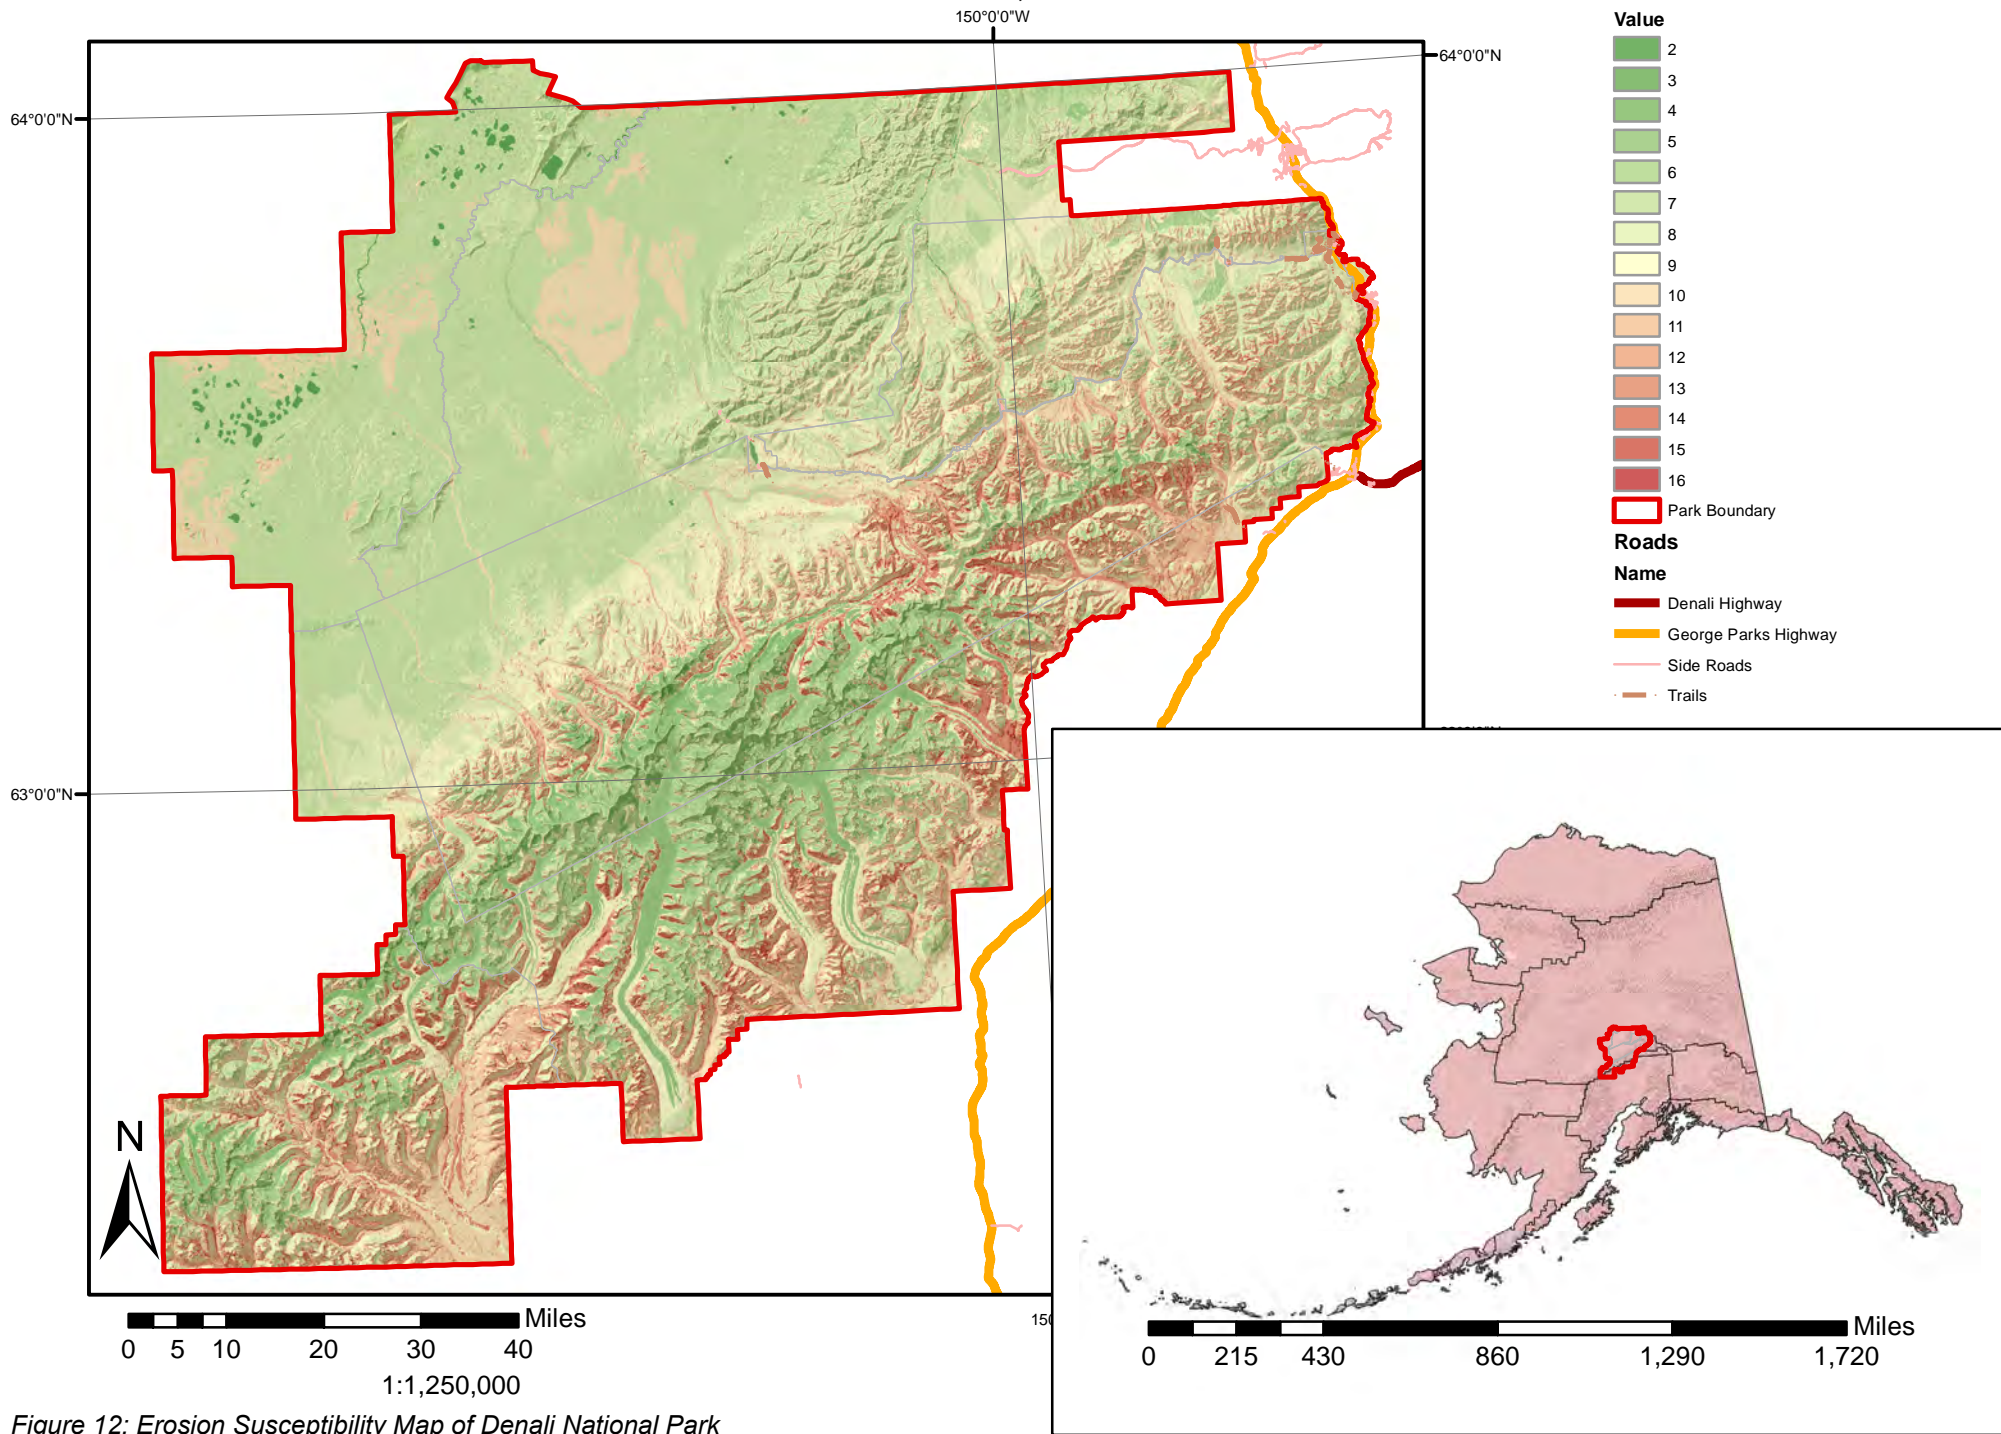 150°0'0"W
64°0'0"N
64°0'0"N
63°0'0"N
Value
2
3
4
5
6
7
8
9
10
11
12
13
14
15
16
Park Boundary
Roads
Name
Denali Highway
George Parks Highway
Side Roads
Trails
N
Miles
0 5 10 20 30 40
1:1,250,000
15
Miles
0 215 430 860 1,290 1,720
Figure 12: Erosion Susceptibility Map of Denali National Park